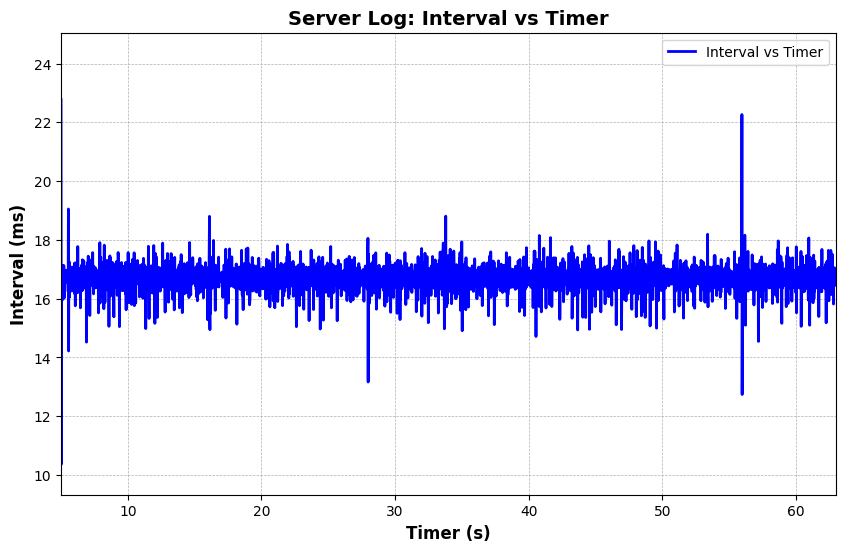 Server Log: Interval vs Timer
Interval vs Timer
24
22
20
18
16
14
12
10
Interval (ms)
10 20 30 40 50 60
Timer (s)